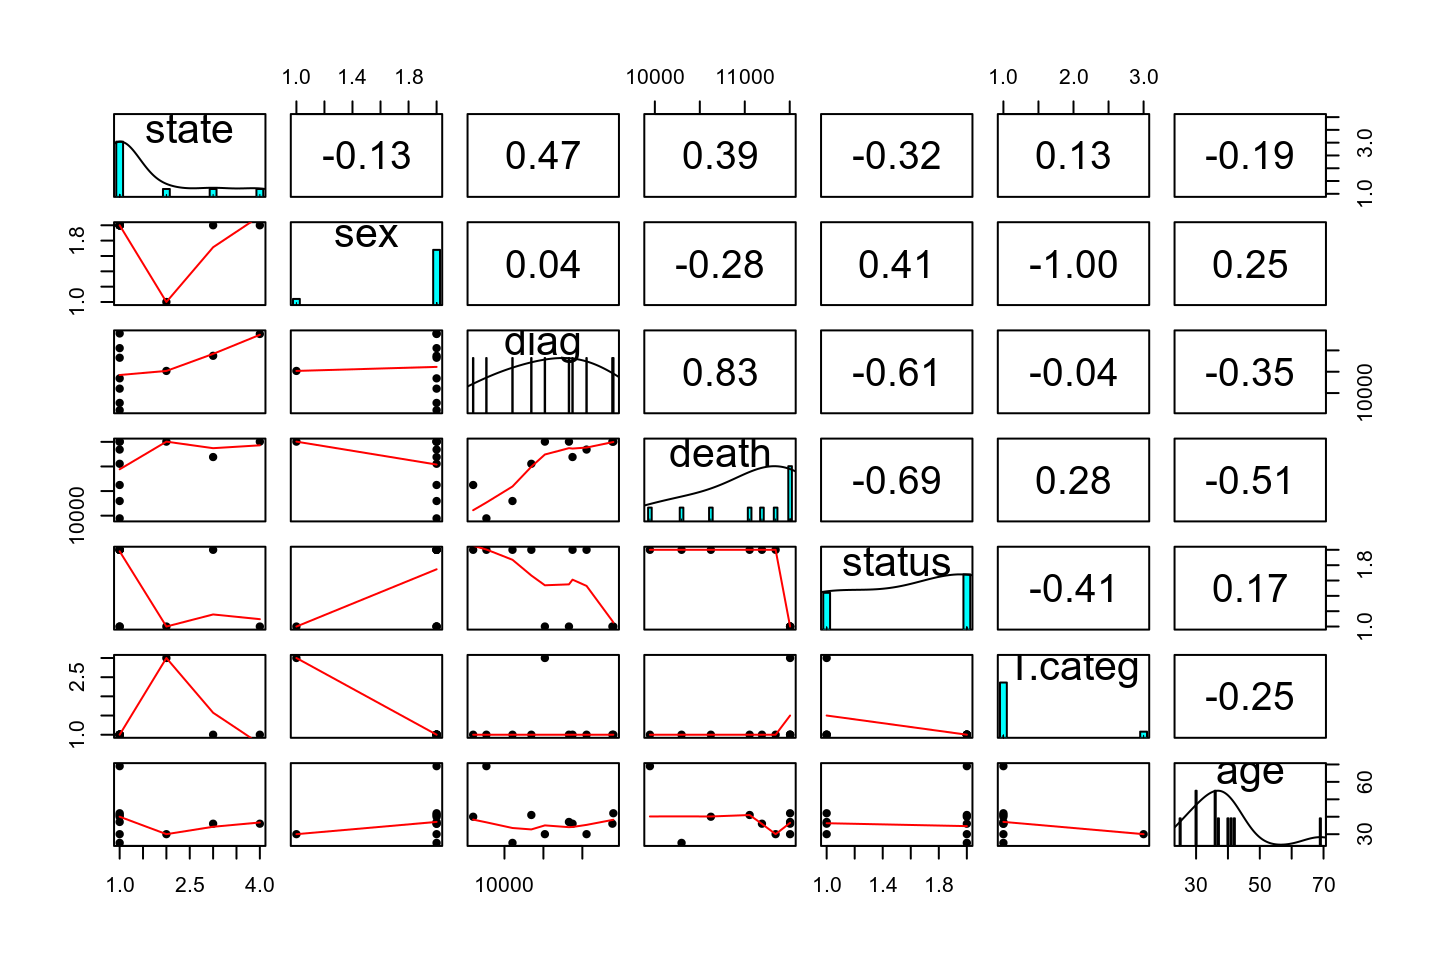 1.0 1.4 1.8 10000 11000 1.0 2.0 3.0
state -0.13 0.47 0.39 -0.32 0.13 -0.19 1.0 3.0
1.0 1.8 sex 0.04 -0.28 0.41 -1.00 0.25
diag 0.83 -0.61 -0.04 -0.35 10000
10000 death -0.69 0.28 -0.51
status -0.41 0.17 1.0 1.8
1.0 2.5 T.categ -0.25
age 30 60
1.0 2.5 4.0 10000 1.0 1.4 1.8 30 50 70